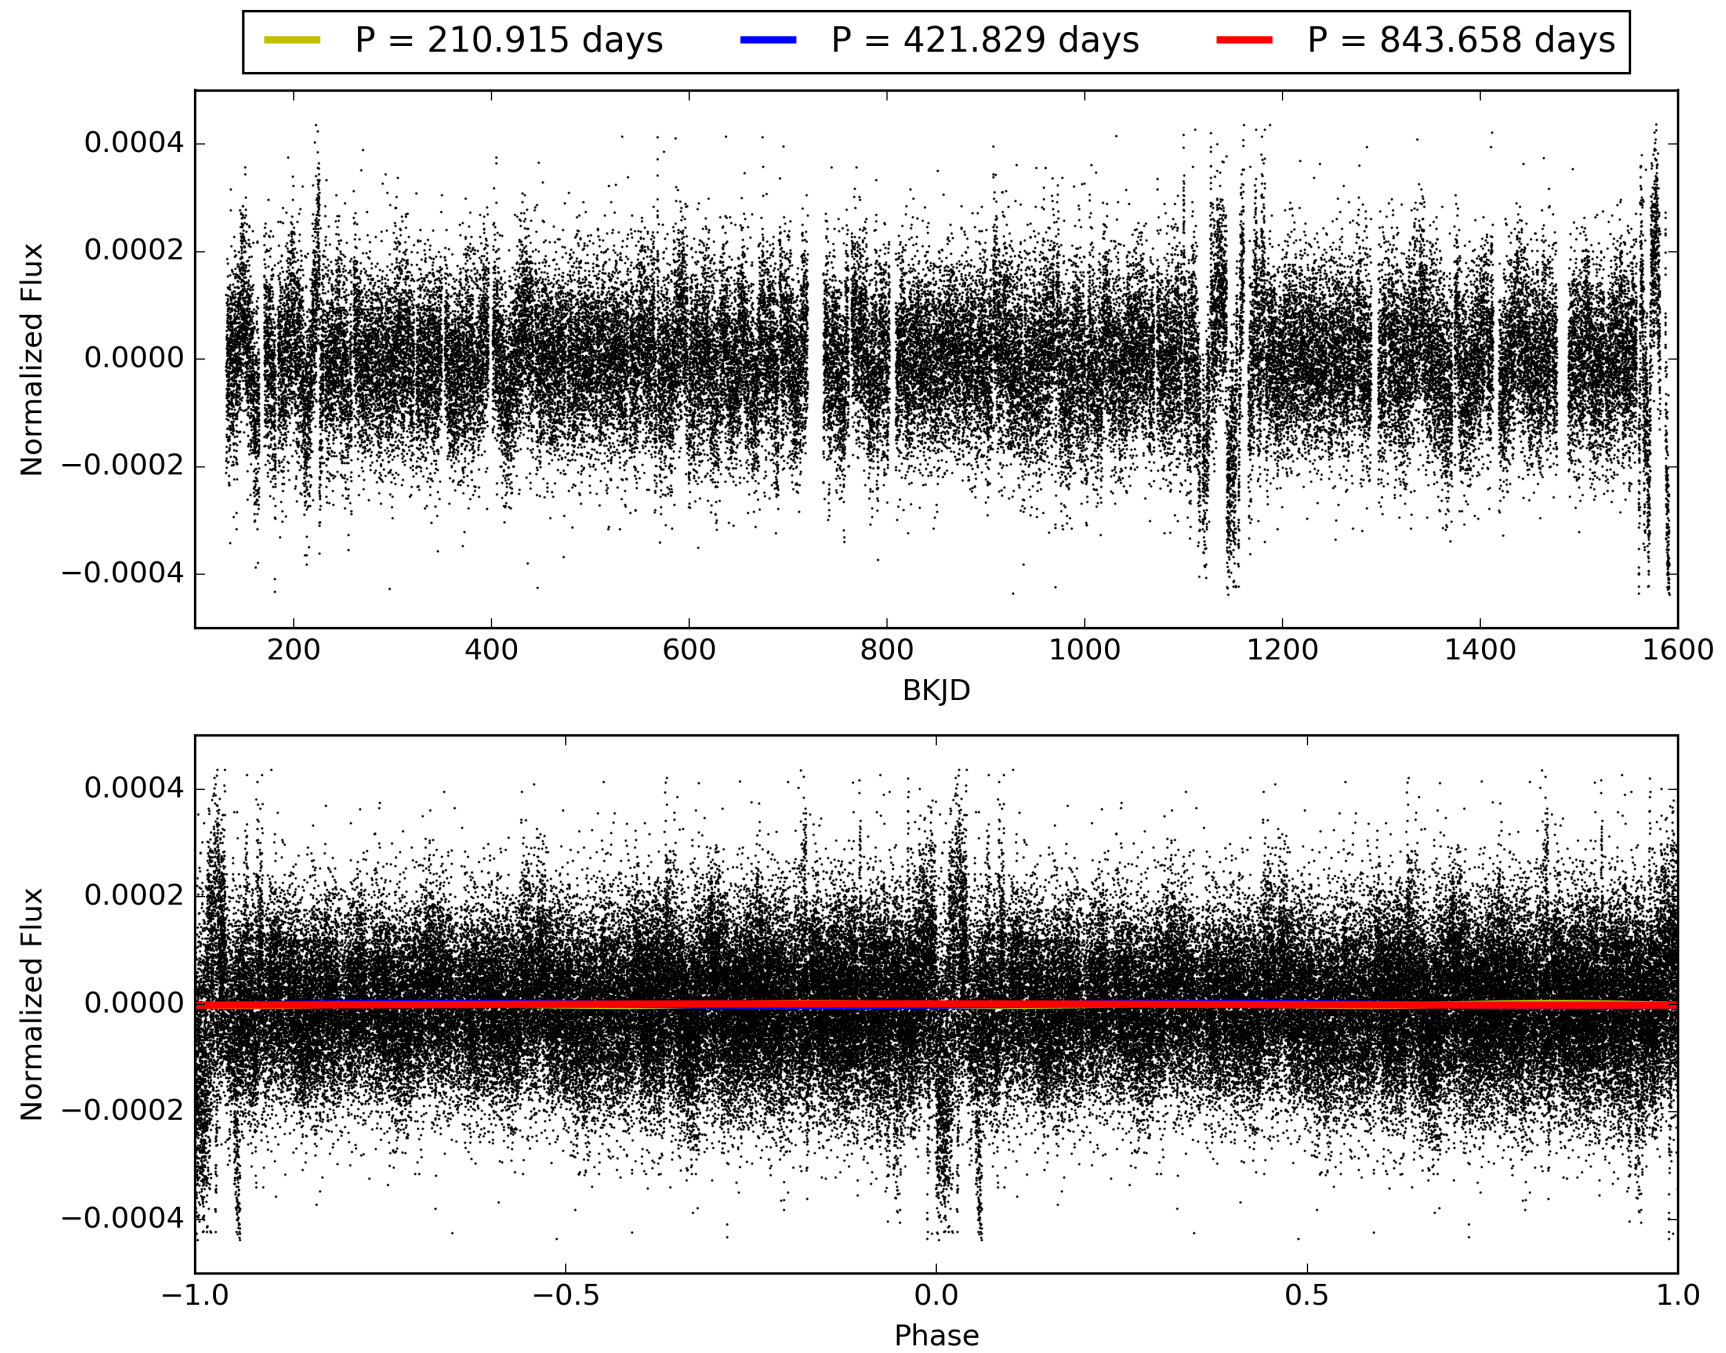 P = 210.915 days P = 421.829 days P = 843.658 days
Normalized Flux
0.0004
0.0002
0.0000
−0.0002
−0.0004
200 400 600 800 1000 1200 1400 1600
BKJD
Normalized Flux
0.0004
0.0002
0.0000
−0.0002
−0.0004
−1.0 −0.5 0.0 0.5 1.0
Phase